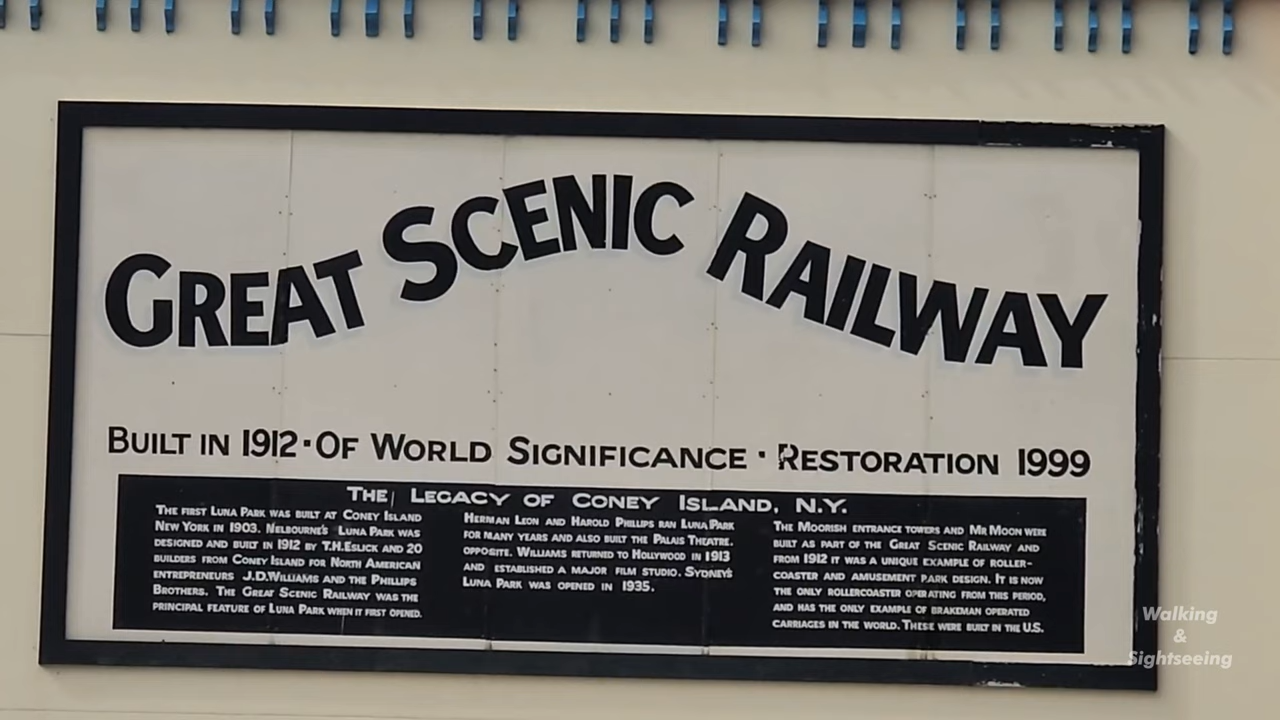 GREAT SCENIC RAILWAY
BUILT IN 1912 · OF WORLD SIGNIFICANCE · RESTORATION 1999
THE LEGACY OF CONEY ISLAND, N.Y.
THE FIRST LUNA PARK WAS BUILT AT CONEY ISLAND
NEW YORK IN 1903. MELBOURNE'S LUNA PARK WAS
DESIGNED AND BUILT IN 1912 BY T.H.ESLICK AND 20
BUILDERS FROM CONEY ISLAND FOR NORTH AMERICAN
ENTREPRENEURS J.D.WILLIAMS AND THE PHILLIPS
BROTHERS. THE GREAT SCENIC RAILWAY WAS THE
PRINCIPAL FEATURE OF LUNA PARK WHEN IT FIRST OPENED.
HERMAN LEON AND HAROLD PHILLIPS RAN LUNA PARK
FOR MANY YEARS AND ALSO BUILT THE PALAIS THEATRE.
OPPOSITE. WILLIAMS RETURNED TO HOLLYWOOD IN 1913
AND ESTABLISHED A MAJOR FILM STUDIO. SYDNEY'S
LUNA PARK WAS OPENED IN 1935.
THE MOORISH ENTRANCE TOWERS AND MR MOON WERE
BUILT AS PART OF THE GREAT SCENIC RAILWAY AND
FROM 1912 IT WAS A UNIQUE EXAMPLE OF ROLLER-
COASTER AND AMUSEMENT PARK DESIGN. IT IS NOW
THE ONLY ROLLERCOASTER OPERATING FROM THIS PERIOD,
AND HAS THE ONLY EXAMPLE OF BRAKEMAN OPERATED
CARRIAGES IN THE WORLD. THESE WERE BUILT IN THE U.S.
Walking
&
Sightseeing